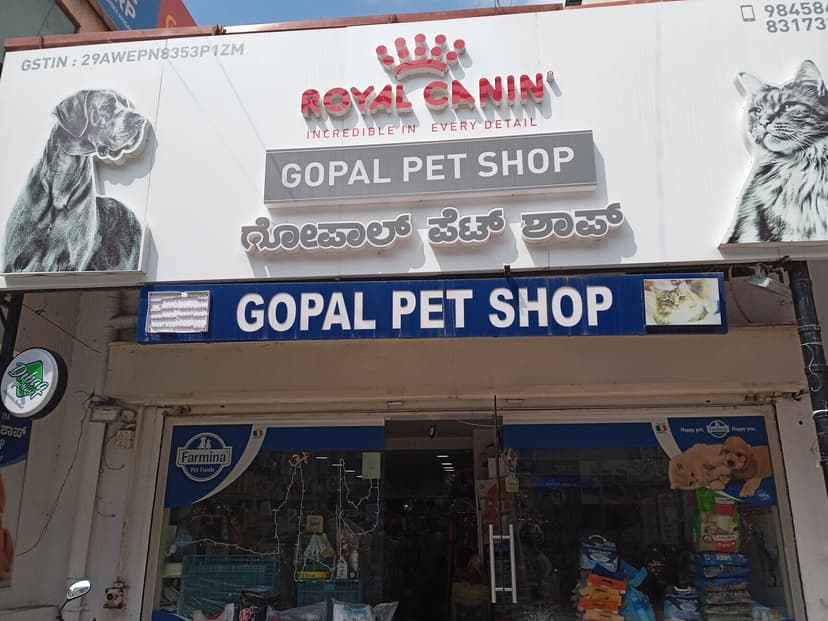 GSTIN : 29AWEPN8353P1ZM
98458
83173
ROYAL CANIN
INCREDIBLE IN EVERY DETAIL
GOPAL PET SHOP
ಗೋಪಾಲ್ ಪೆಟ್ ಶಾಪ್
GOPAL PET SHOP
Farmina
Pet Foods
Happy pet.
Farmina
Happy you.
ಶಾಪ್